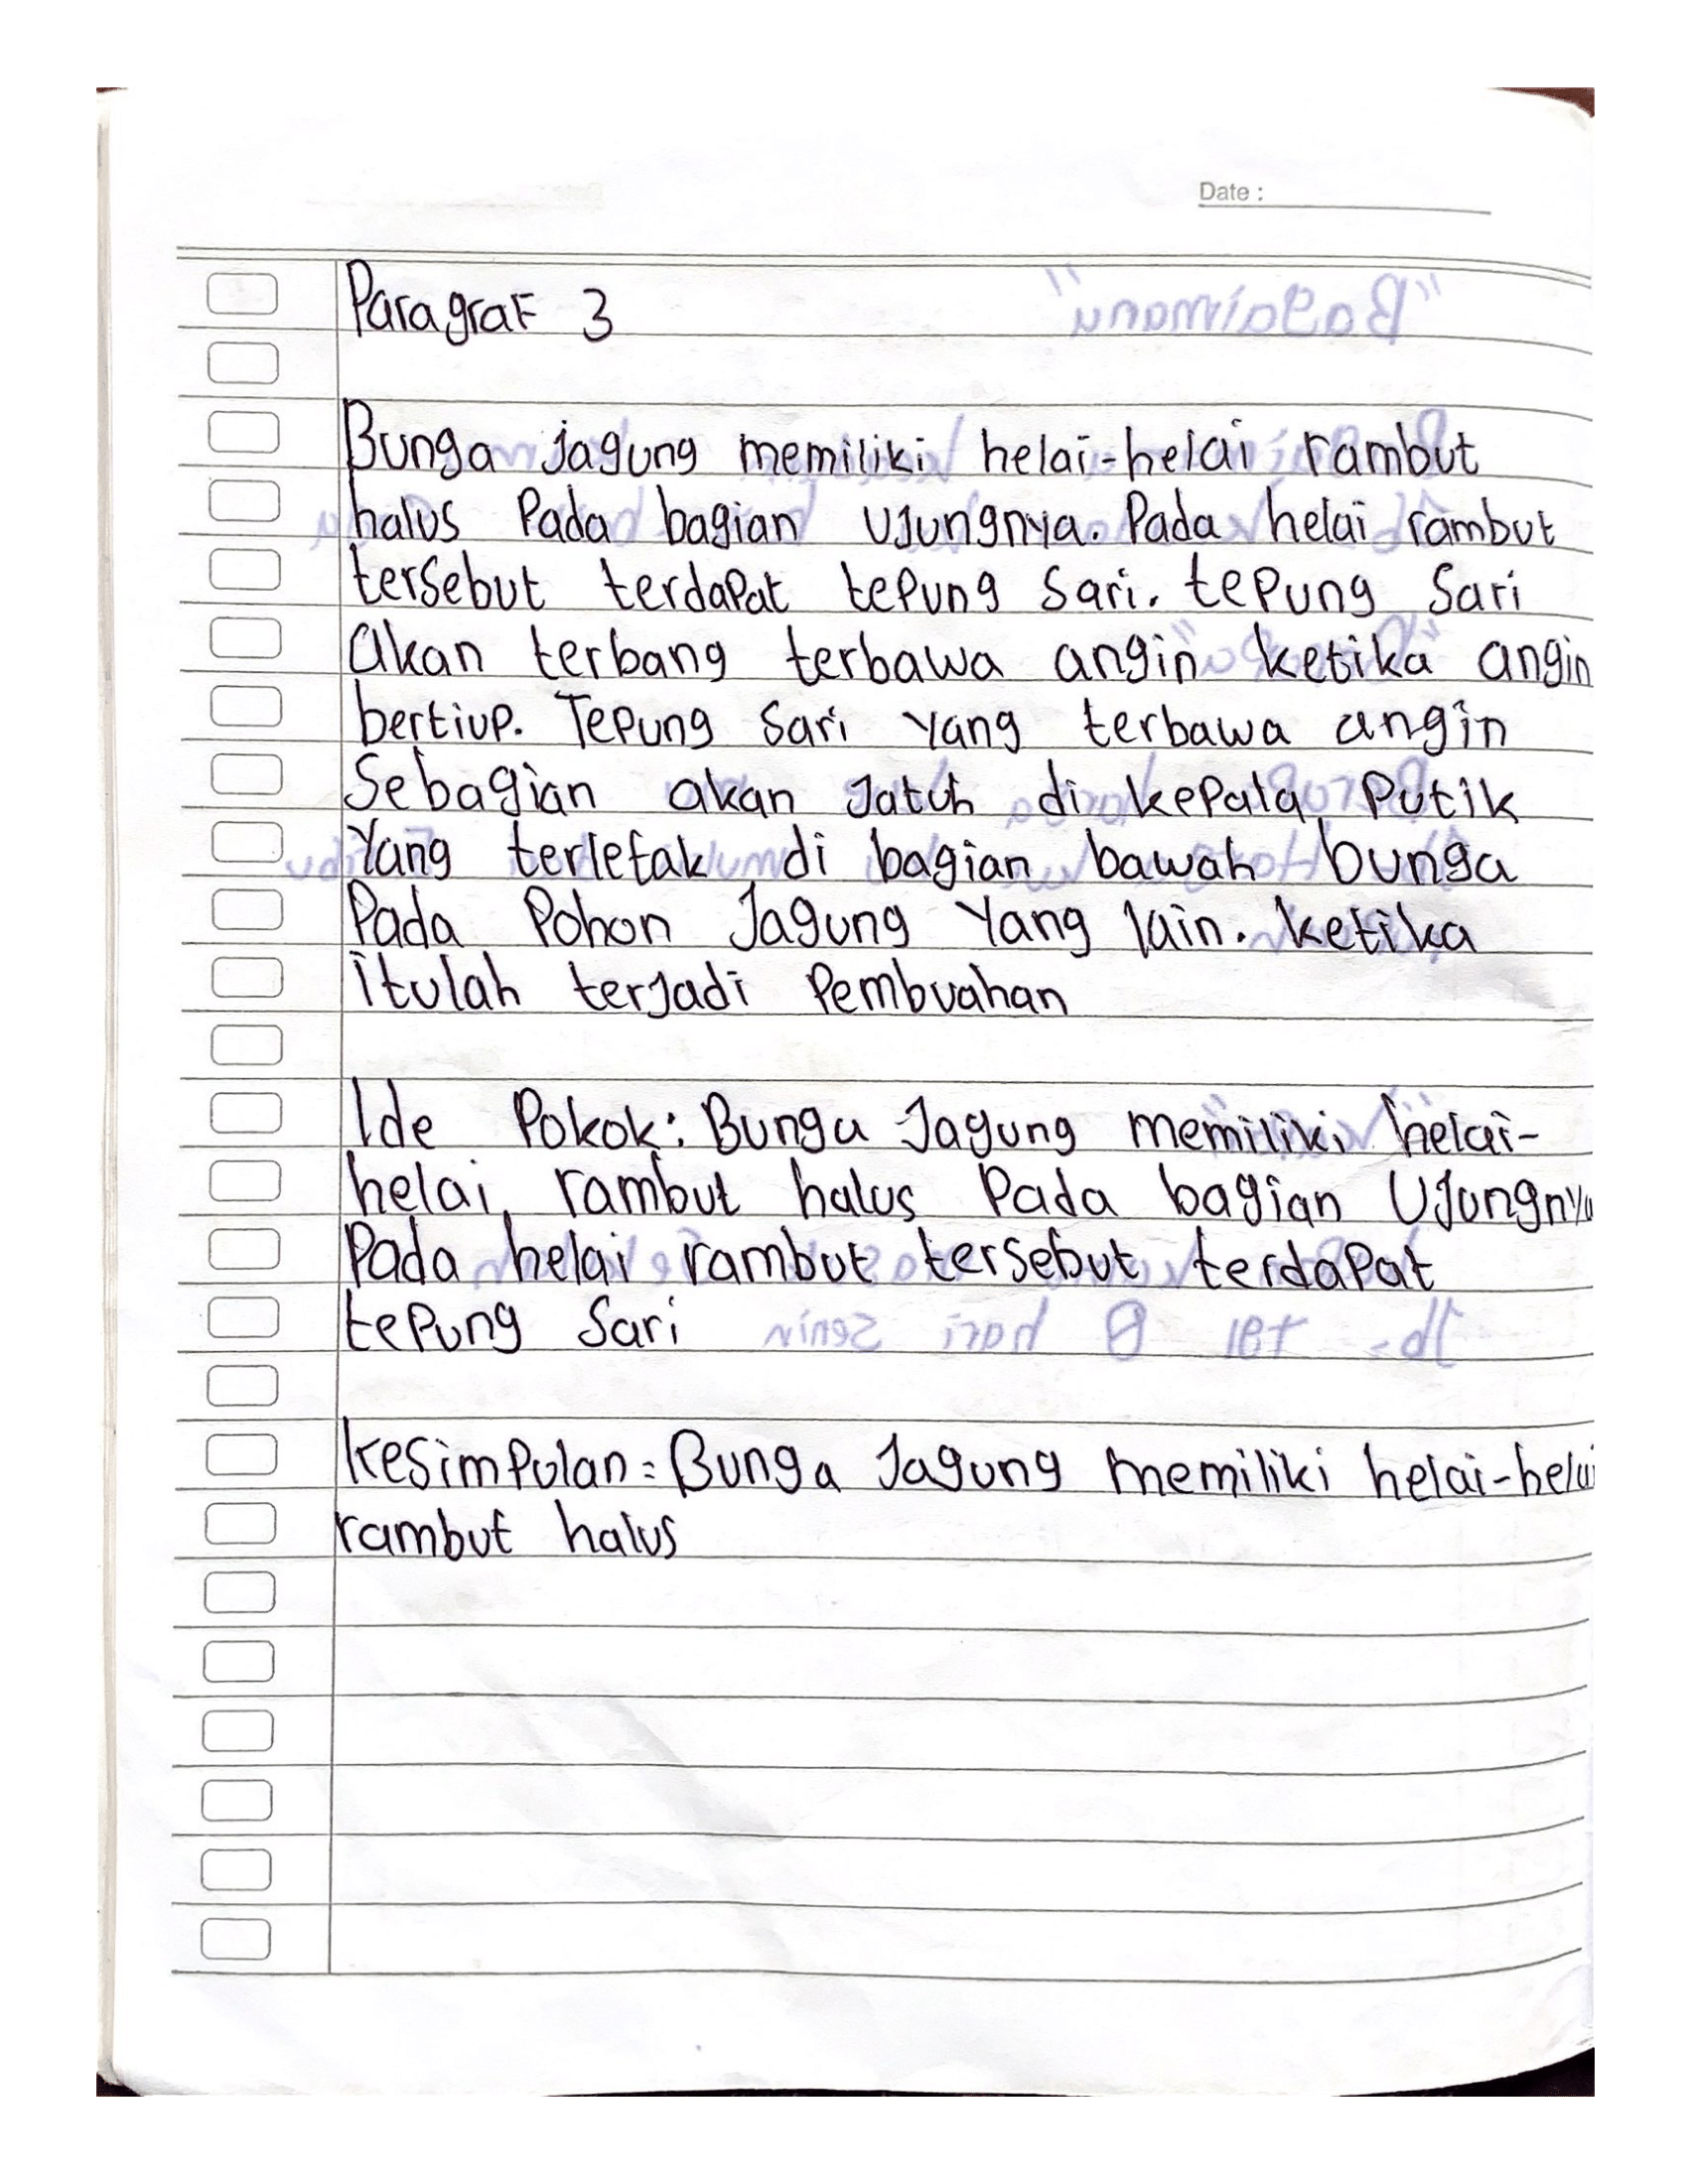 Date :
Paragraf 3
Bunga jagung memiliki helai-helai rambut
halus Pada bagian Ujungnya. Pada helai rambut
tersebut terdapat tepung sari. tepung sari
akan terbang terbawa angin ketika angin
bertiup. Tepung sari yang terbawa angin
Sebagian akan Jatuh di kepala Putik
Yang terletak di bagian bawah bunga
Pada Pohon Jagung Yang lain. ketika
itulah terjadi Pembuahan
Ide Pokok: Bunga Jagung memiliki helai-
helai rambut halus Pada bagian Ujungnya
Pada helai rambut tersebut terdapat
tepung Sari
Kesimpulan = Bunga Jagung memiliki helai-helai
rambut halus